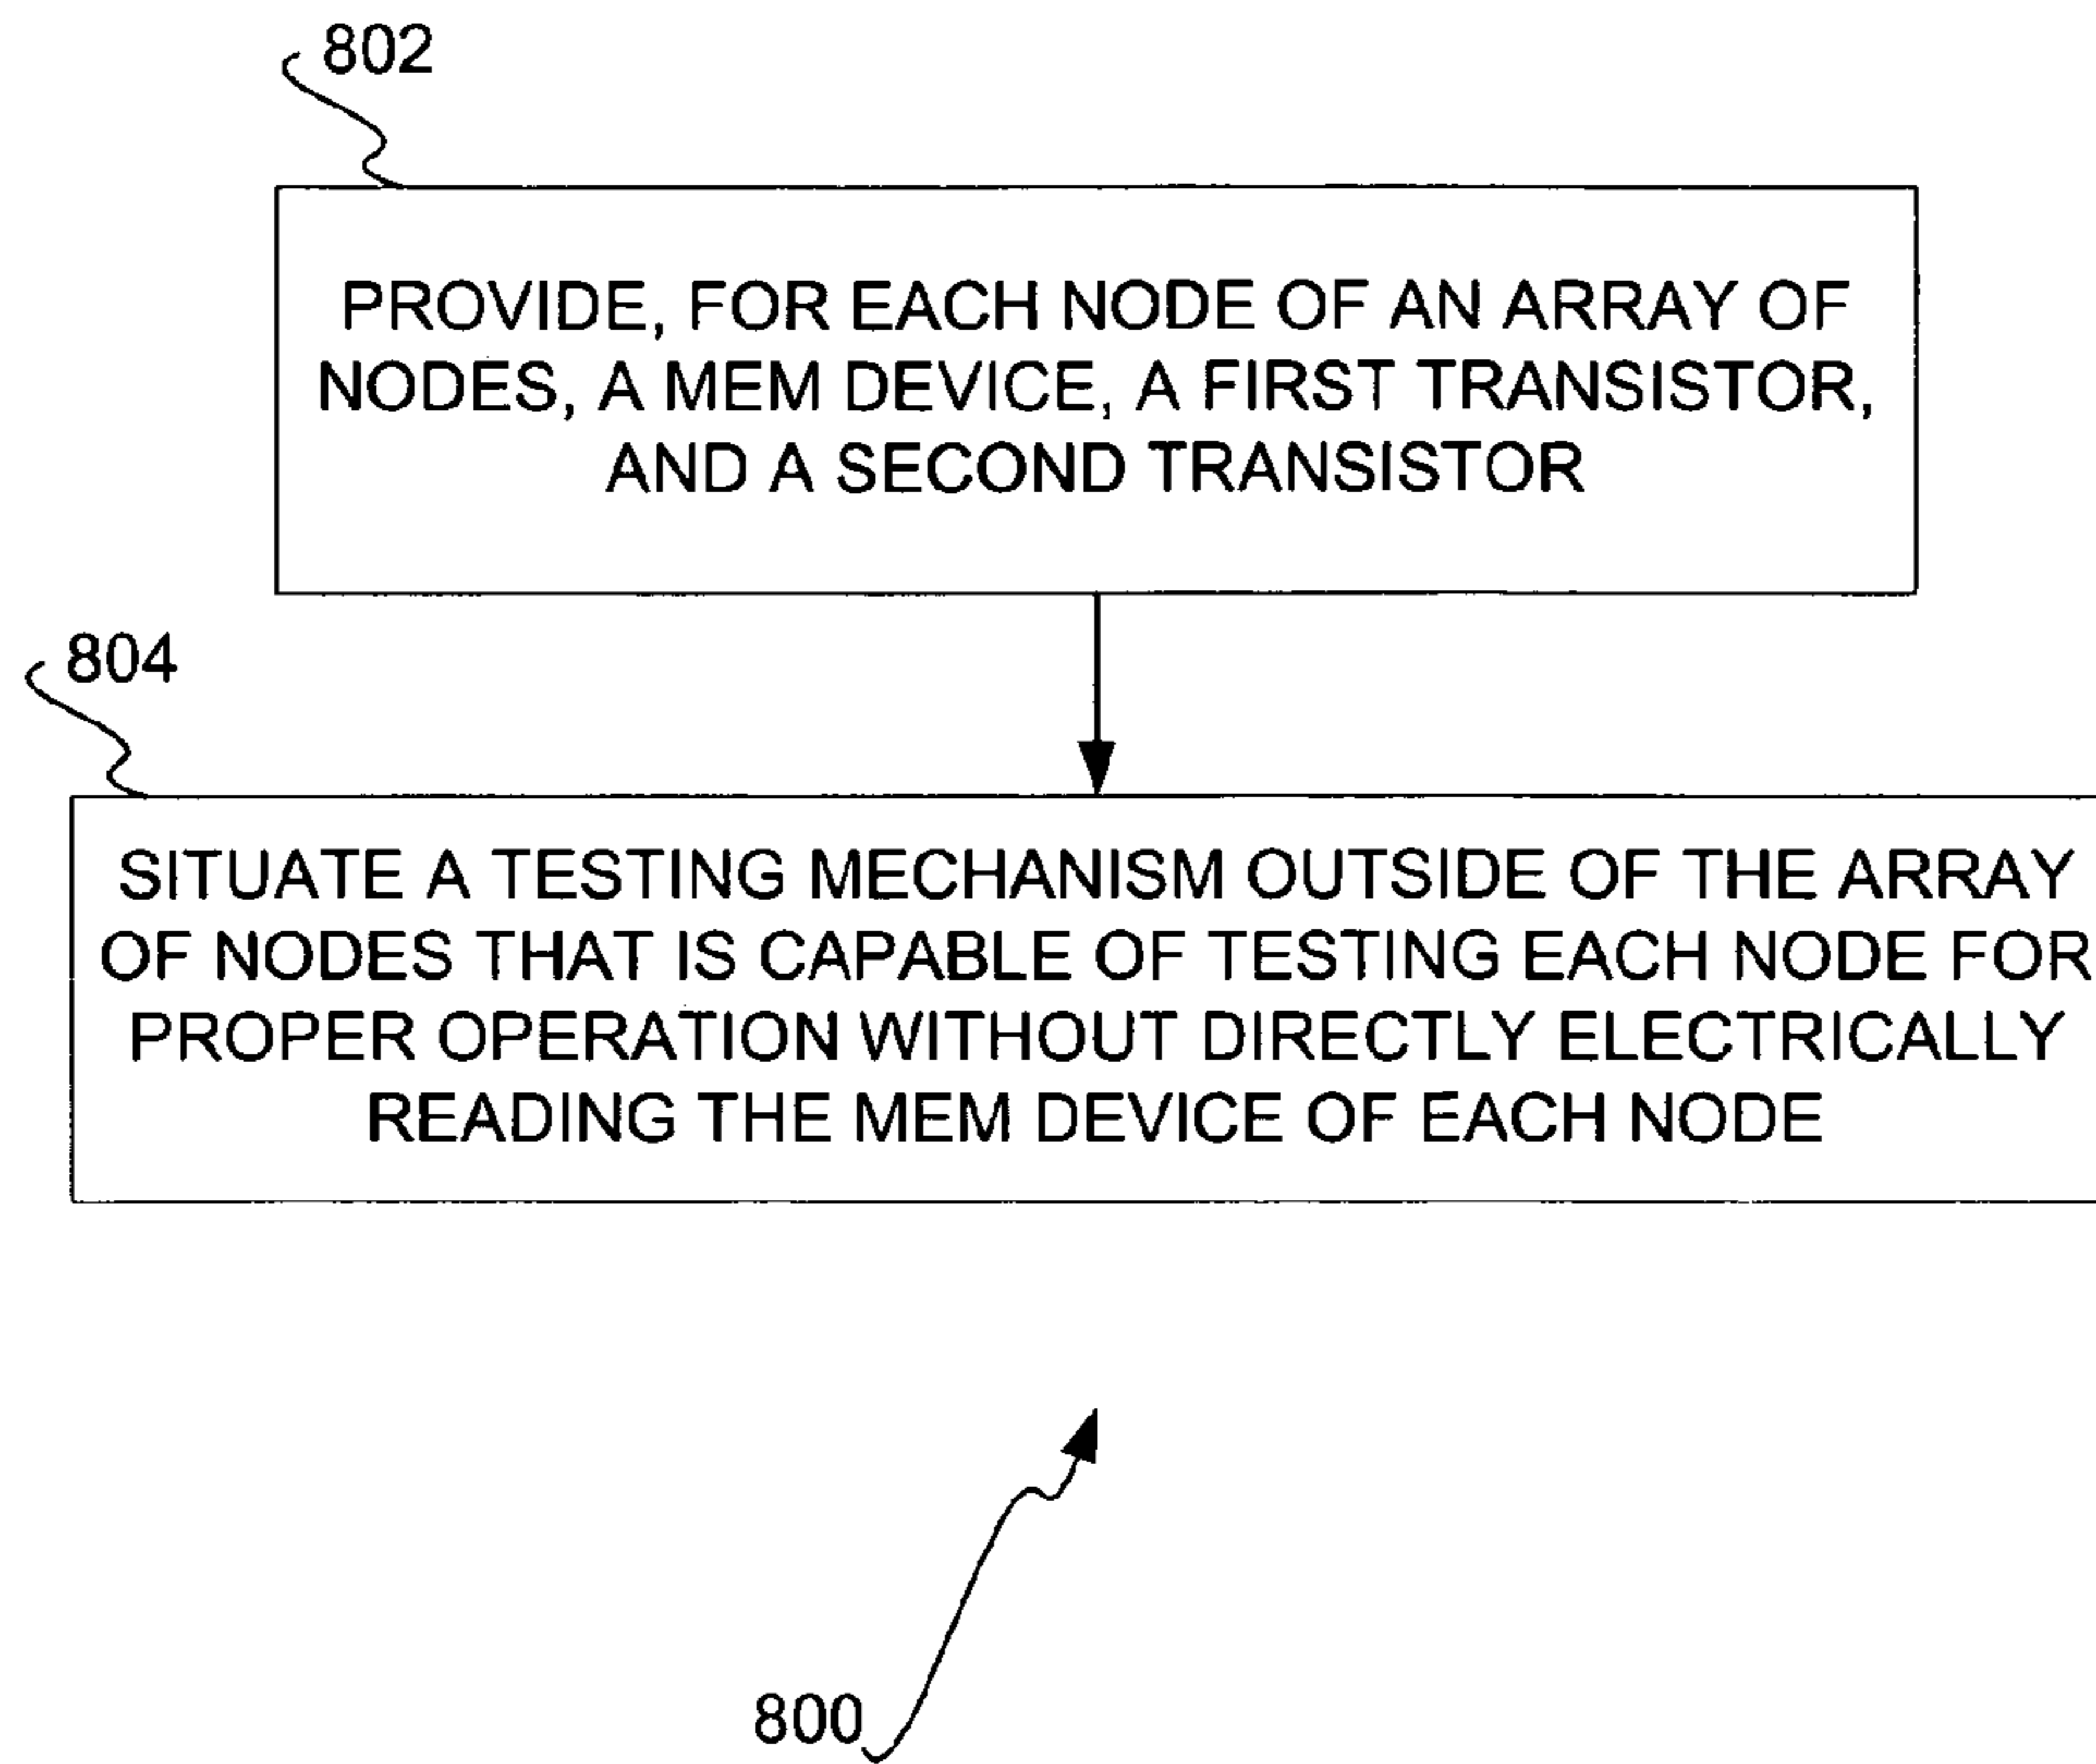 802
PROVIDE, FOR EACH NODE OF AN ARRAY OF
NODES, A MEM DEVICE, A FIRST TRANSISTOR,
AND A SECOND TRANSISTOR
804
SITUATE A TESTING MECHANISM OUTSIDE OF THE ARRAY
OF NODES THAT IS CAPABLE OF TESTING EACH NODE FOR
PROPER OPERATION WITHOUT DIRECTLY ELECTRICALLY
READING THE MEM DEVICE OF EACH NODE
800